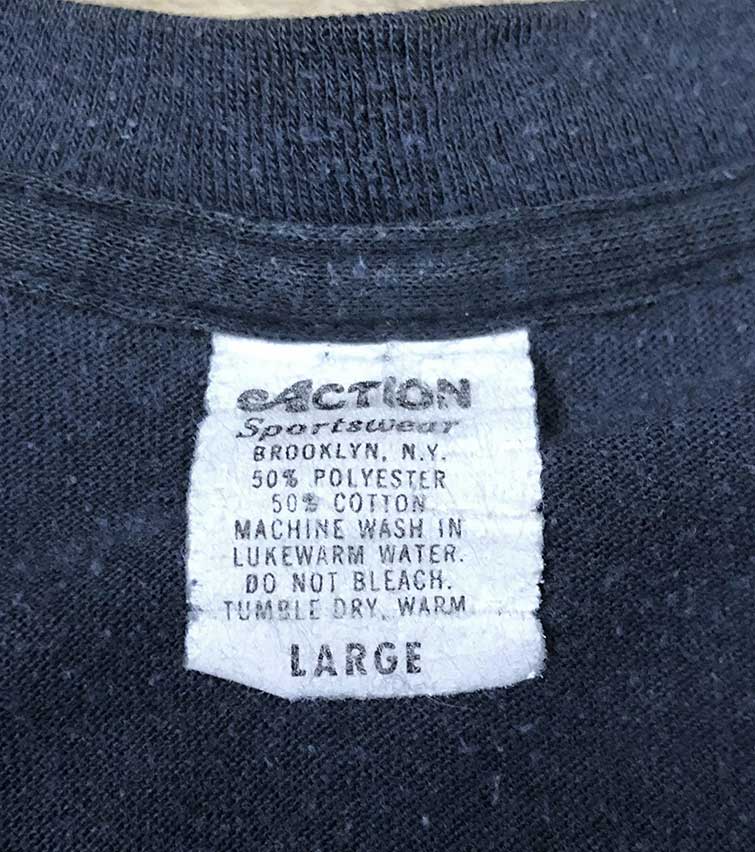 ACTION
Sportswear
BROOKLYN, N.Y.
50% POLYESTER
50% COTTON
MACHINE WASH IN
LUKEWARM WATER.
DO NOT BLEACH.
TUMBLE DRY, WARM
LARGE